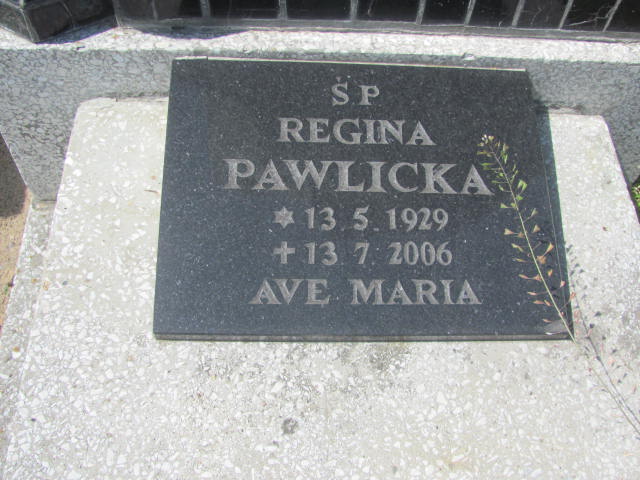 ŚP
REGINA
PAWLICKA
✡ 13.5.1929
✝ 13.7.2006
AVE MARIA